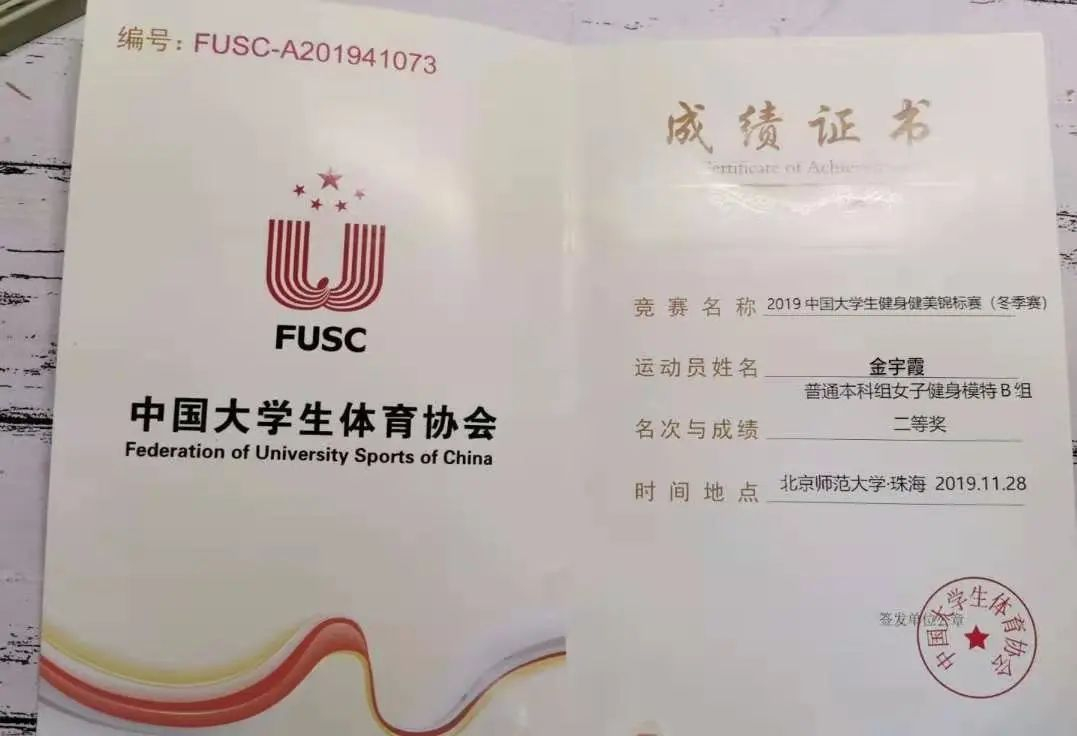 编号：FUSC-A201941073
FUSC
中国大学生体育协会
Federation of University Sports of China
成绩证书
Certificate of
竞赛名称 2019 中国大学生健身健美锦标赛（冬季赛）
运动员姓名 金宇霞
普通本科组女子健身模特 B 组
名次与成绩 二等奖
时间地点 北京师范大学·珠海 2019.11.28
签发单位公章
中国大学生体育协会